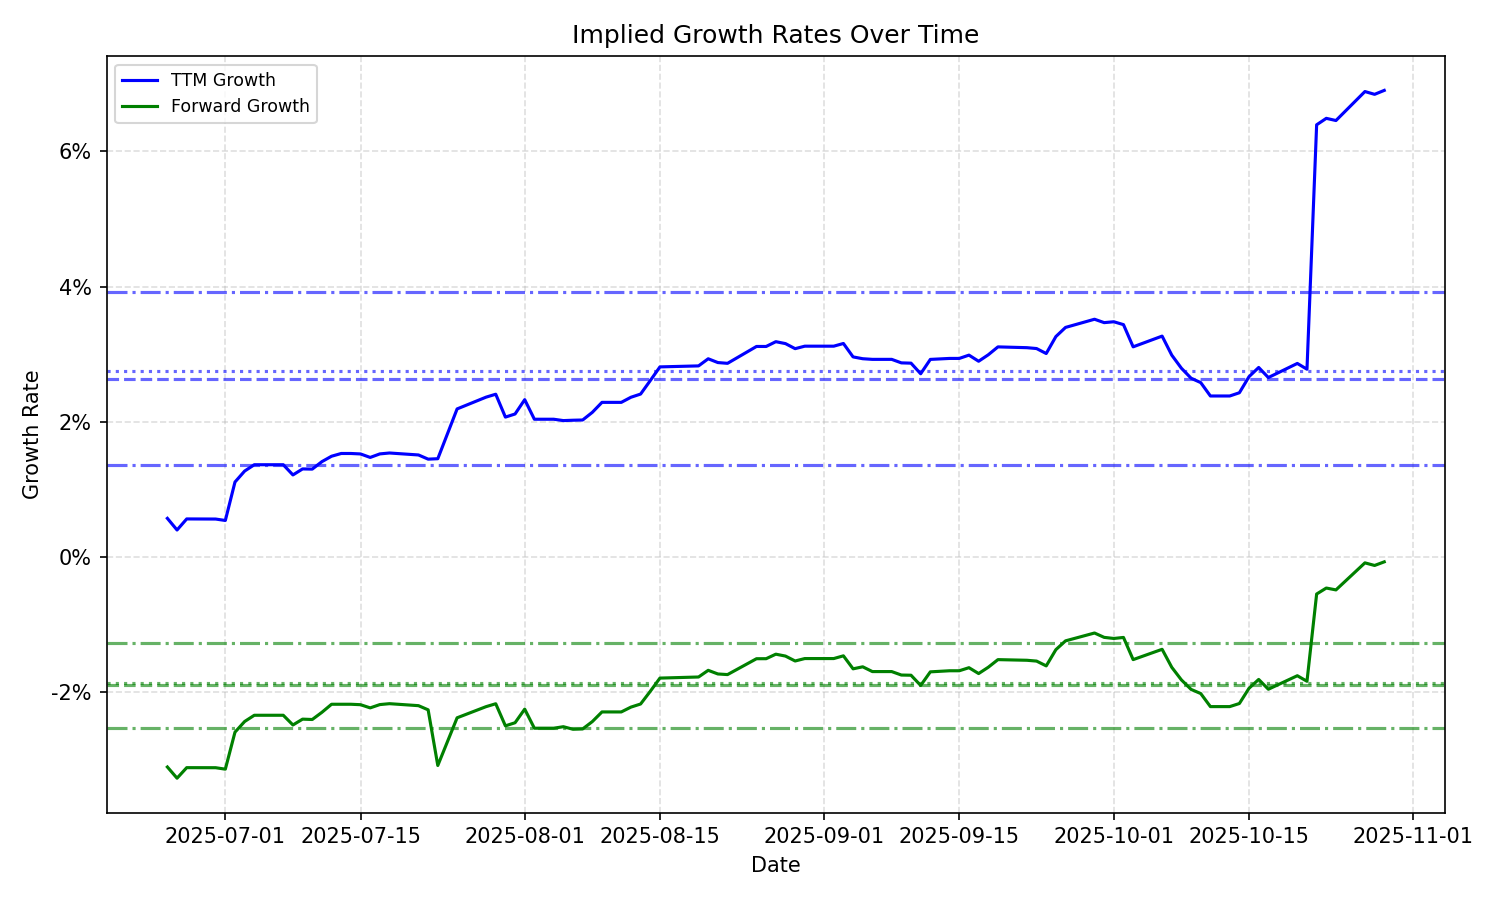 Implied Growth Rates Over Time
TTM Growth
Forward Growth
6%
4%
2%
0%
-2%
Growth Rate
2025-07-01 2025-07-15 2025-08-01 2025-08-15 2025-09-01 2025-09-15 2025-10-01 2025-10-15 2025-11-01
Date